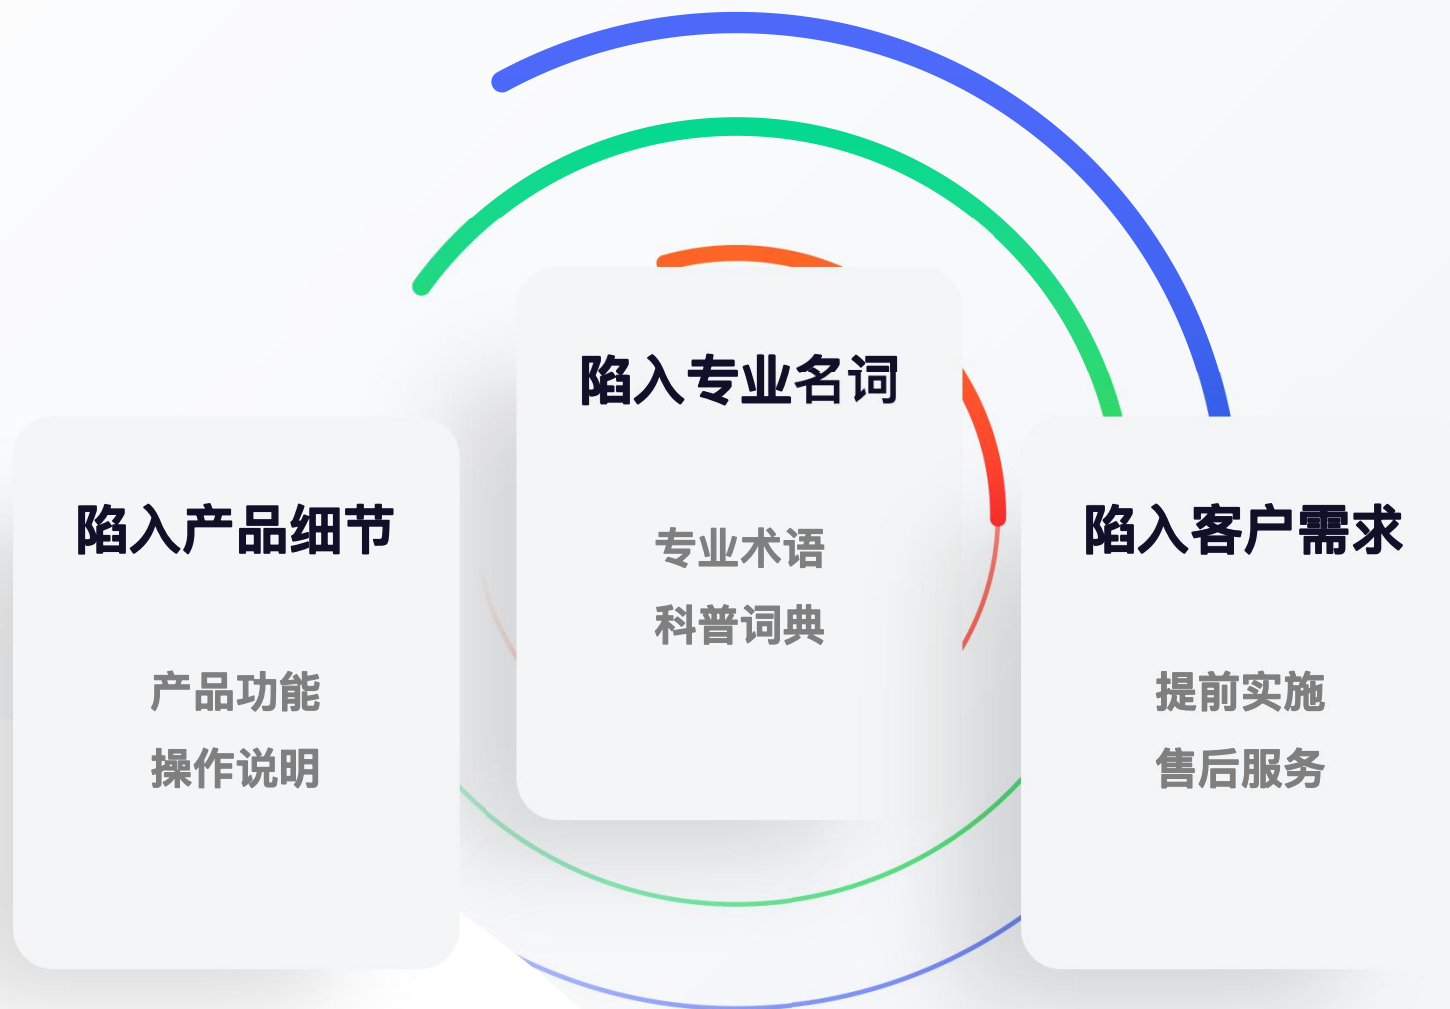 陷入专业名词
专业术语
科普词典
陷入产品细节
产品功能
操作说明
陷入客户需求
提前实施
售后服务